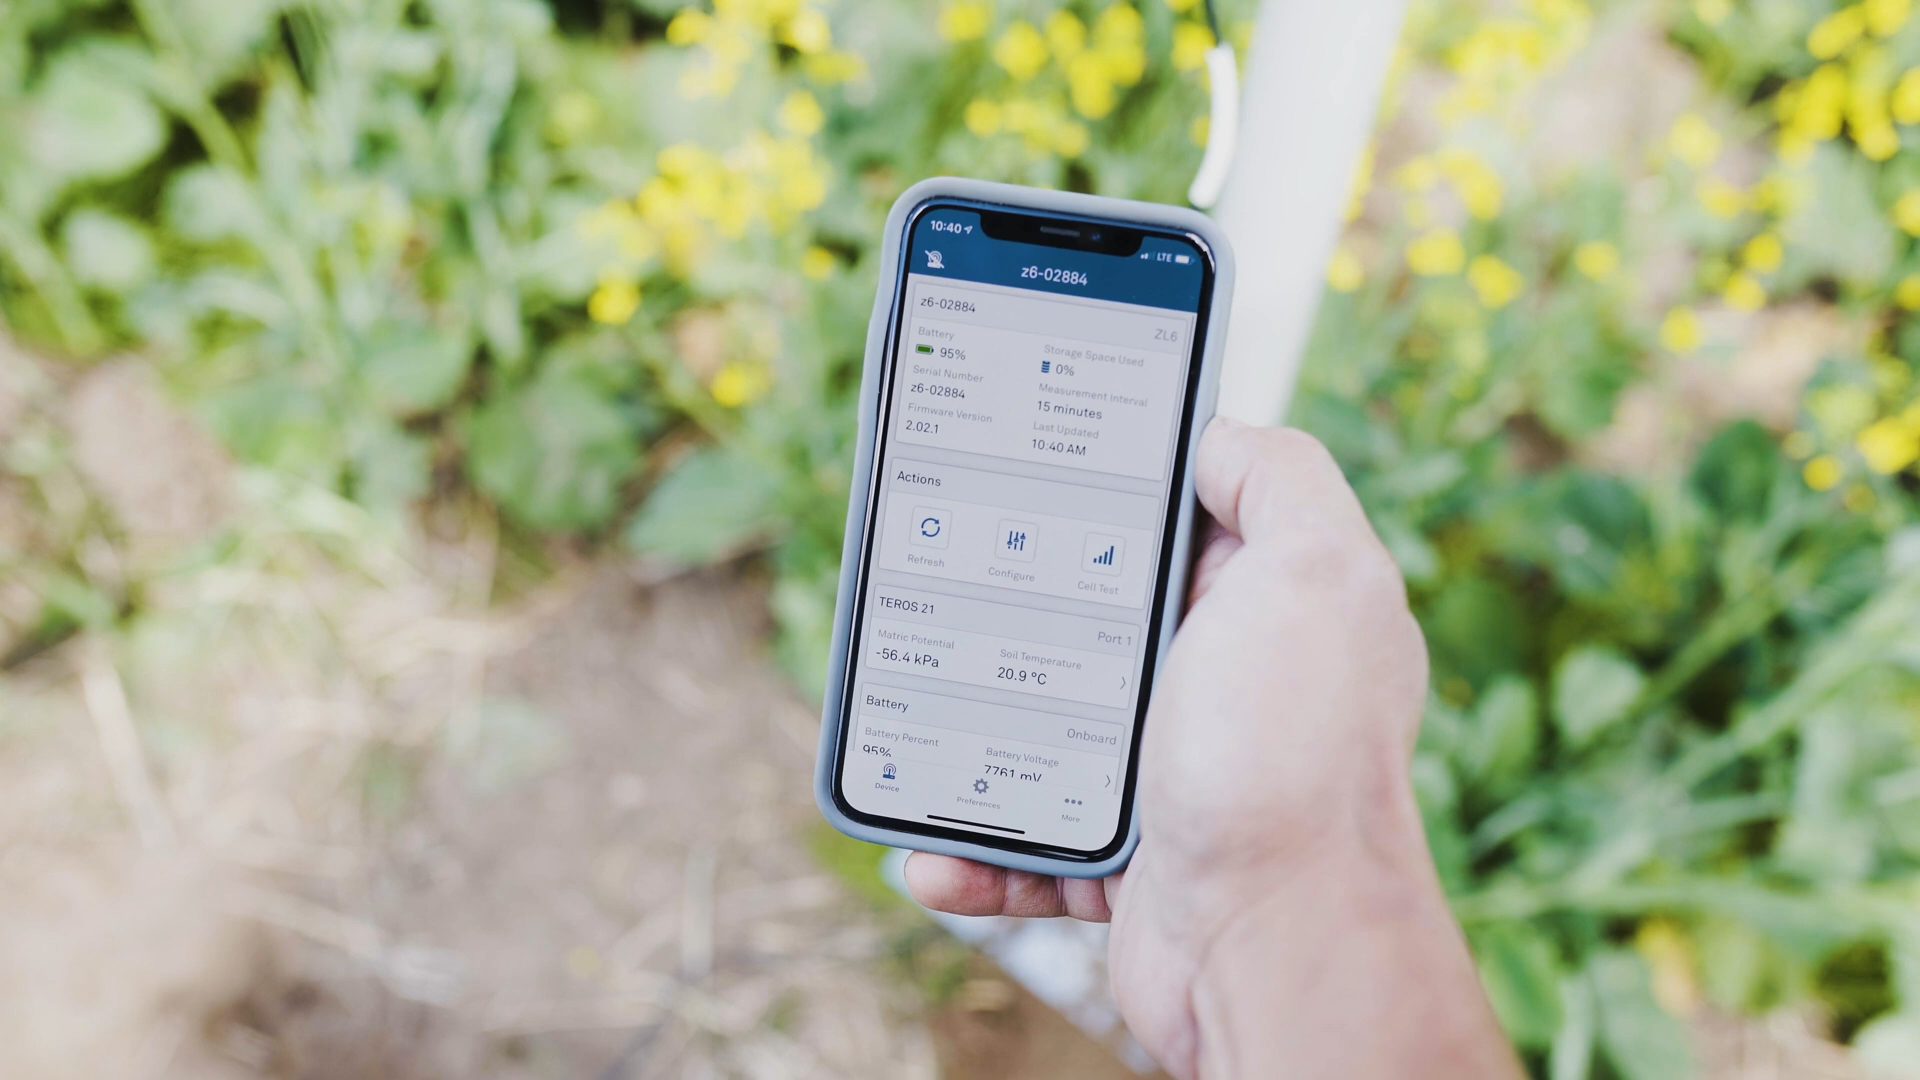 10:40
LTE
z6-02884
z6-02884
ZL6
Battery
95%
Storage Space Used
0%
Serial Number
z6-02884
Measurement Interval
15 minutes
Firmware Version
2.02.1
Last Updated
10:40 AM
Actions
Refresh
Configure
Cell Test
TEROS 21
Port 1
Matric Potential
-56.4 kPa
Soil Temperature
20.9 °C
Battery
Onboard
Battery Percent
95%
Battery Voltage
7761 mV
Device
Preferences
More